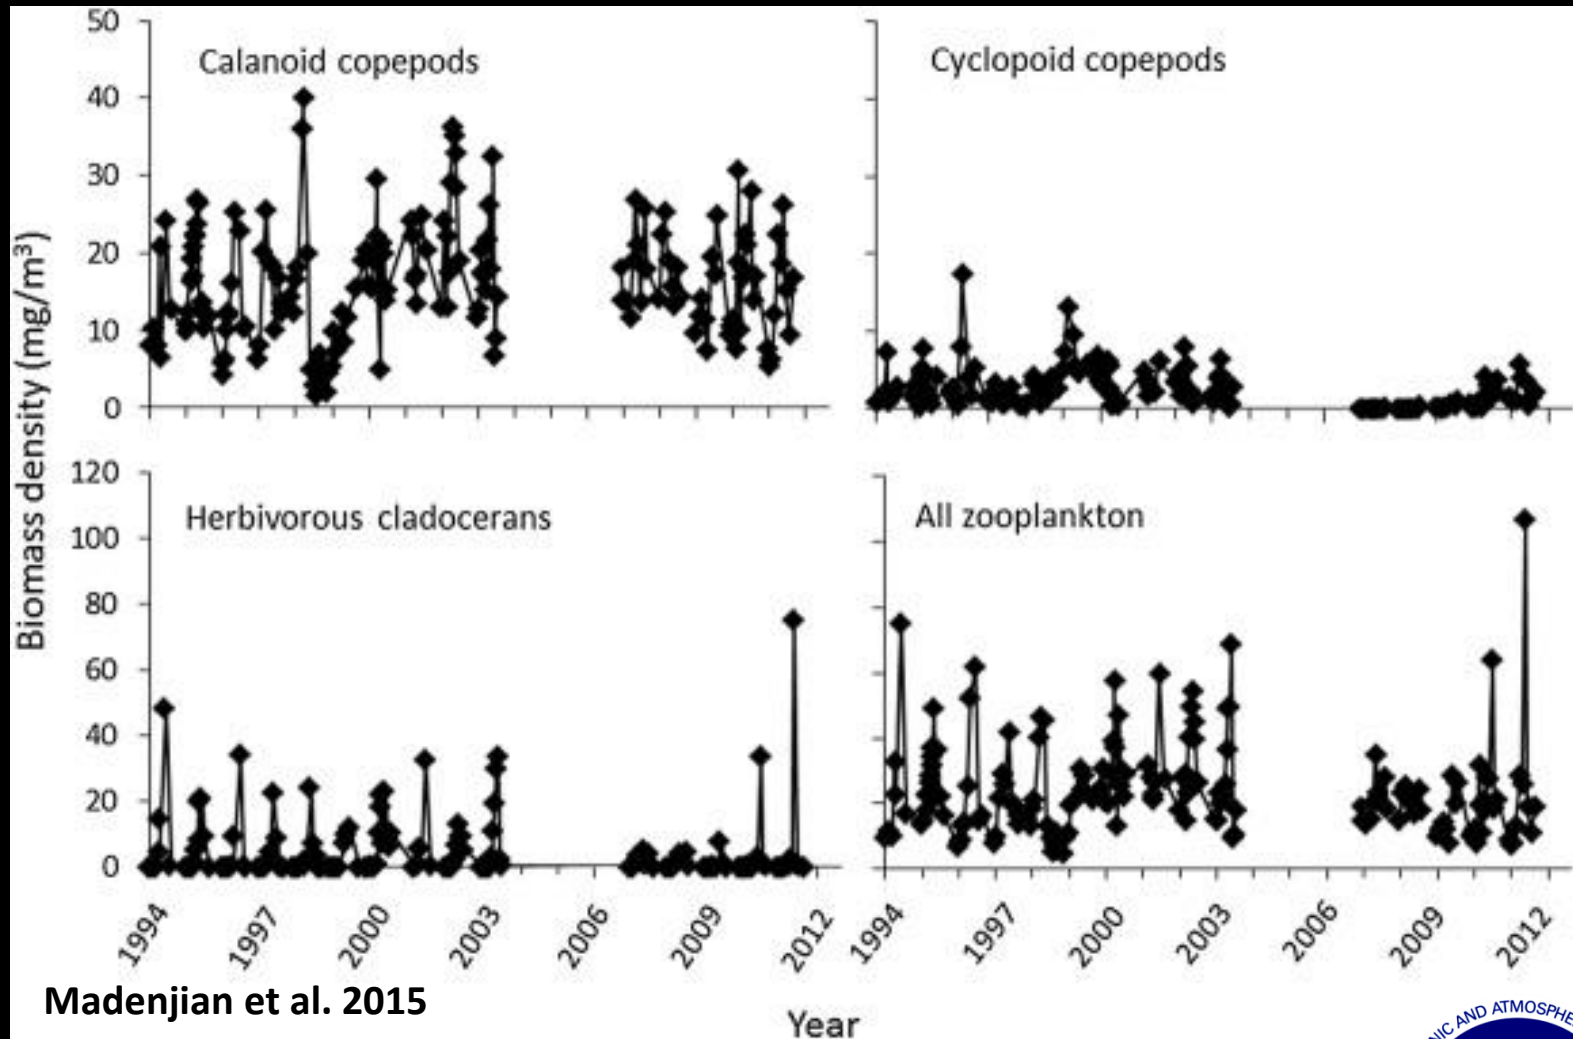 Calanoid copepods
Cyclopoid copepods
50
40
30
20
10
0
Biomass density (mg/m³)
Herbivorous cladocerans
All zooplankton
120
100
80
60
40
20
0
1994 1997 2000 2003 2006 2009 2012
1994 1997 2000 2003 2006 2009 2012
Year
Madenjian et al. 2015
AND ATMOSPHE